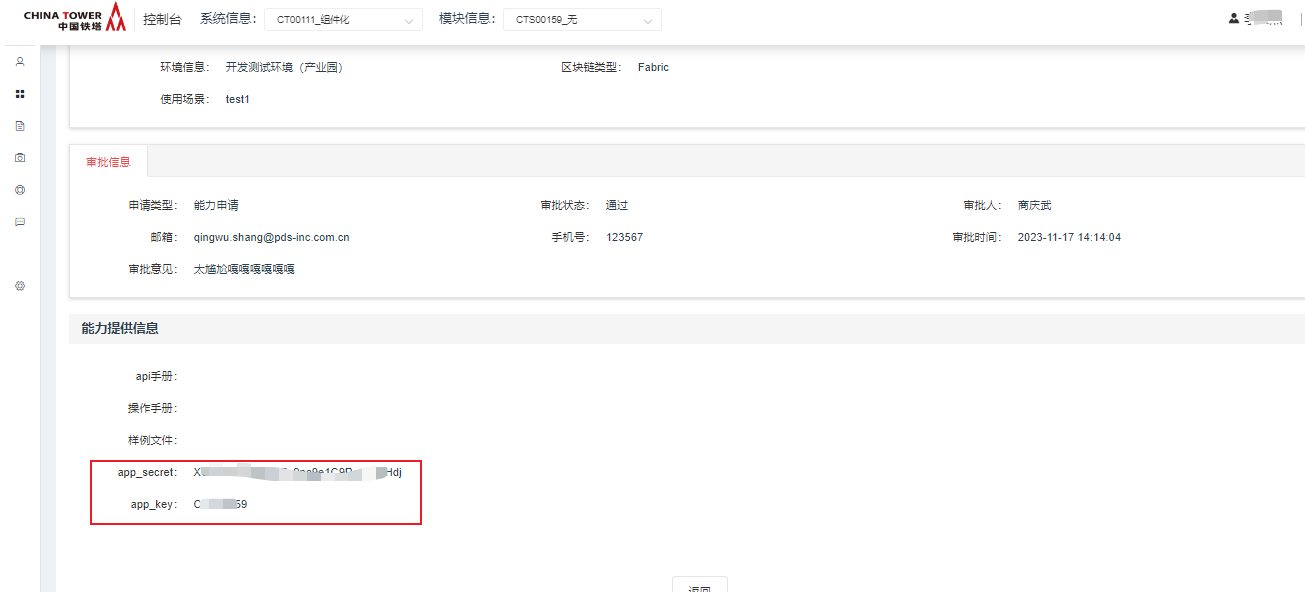 CHINA TOWER 中国铁塔 控制台 系统信息： CT00111_组件化 模块信息： CTS00159_无
环境信息： 开发测试环境（产业园） 区块链类型： Fabric
使用场景： test1
审批信息
申请类型： 能力申请 审批状态： 通过 审批人： 商庆武
邮箱： qingwu.shang@pds-inc.com.cn 手机号： 123567
审批时间： 2023-11-17 14:14:04
审批意见： 太尴尬嘎嘎嘎嘎嘎嘎
能力提供信息
api手册：
操作手册：
样例文件：
app_secret：
app_key：
返回